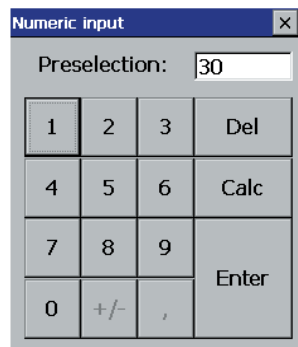 Numeric input ×
Preselection: 30
1 2 3 Del
4 5 6 Calc
7 8 9
Enter
0 +/- ,